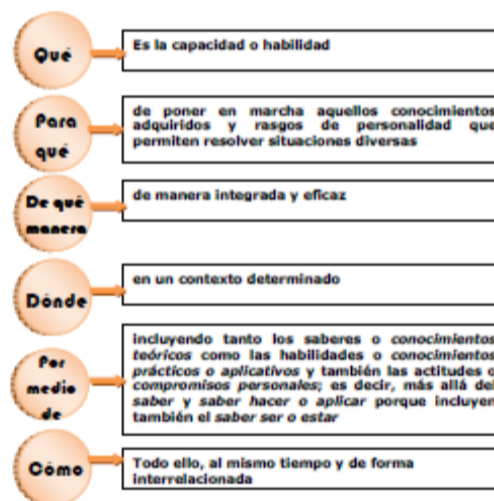 Qué
Es la capacidad o habilidad
Para
qué
de poner en marcha aquellos conocimientos
adquiridos y rasgos de personalidad que
permiten resolver situaciones diversas
De qué
manera
de manera integrada y eficaz
Dónde
en un contexto determinado
Por
medio
de
incluyendo tanto los saberes o conocimientos
teóricos como las habilidades o conocimientos
prácticos o aplicativos y también las actitudes o
compromisos personales; es decir, más allá del
saber y saber hacer o aplicar porque incluyen
también el saber ser o estar
Cómo
Todo ello, al mismo tiempo y de forma
interrelacionada